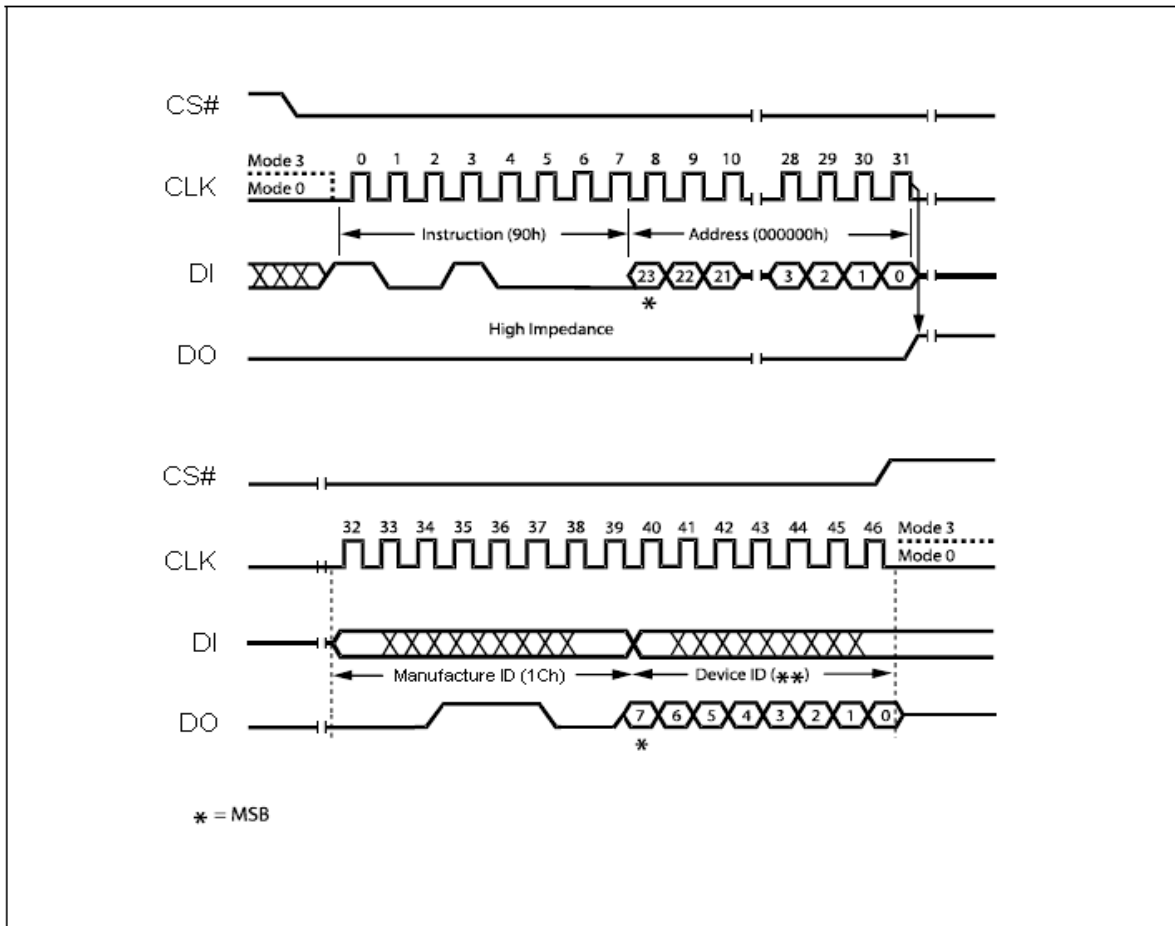 CS#
Mode 3 0 1 2 3 4 5 6 7 8 9 10 28 29 30 31
CLK Mode 0
Instruction (90h) Address (000000h)
DI 23 22 21 3 2 1 0
*
High Impedance
DO
CS#
32 33 34 35 36 37 38 39 40 41 42 43 44 45 46 Mode 3
CLK Mode 0
DI
Manufacture ID (1Ch) Device ID (**)
DO 7 6 5 4 3 2 1 0
*
* = MSB